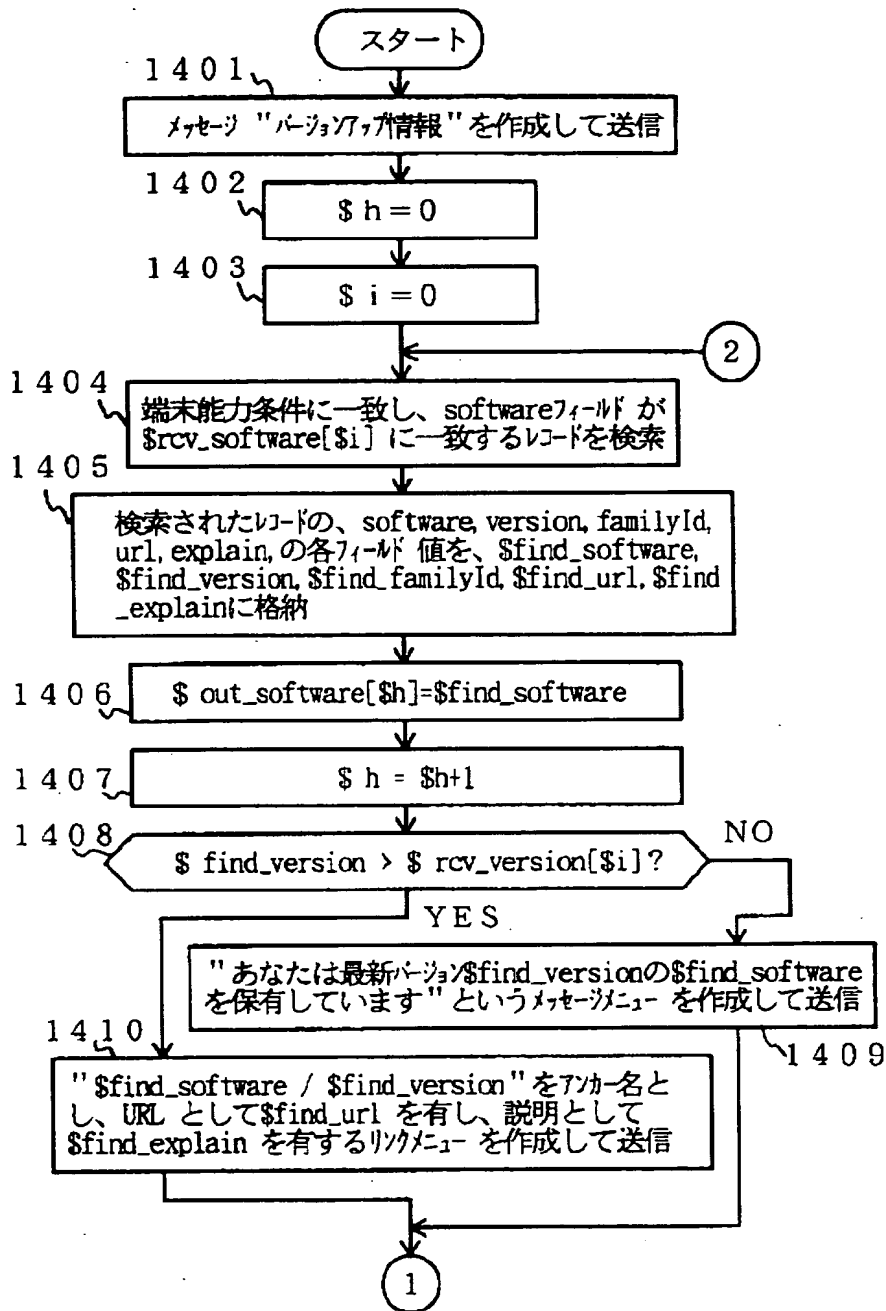 スタート
1401
メッセージ "バージョンアップ情報"を作成して送信
1402
$ h = 0
1403
$ i = 0
2
1404
端末能力条件に一致し、softwareフィールド が
$rcv_software[$i] に一致するレコードを検索
1405
検索されたレコードの、software, version, familyId,
url, explain, の各フィールド 値を、$find_software,
$find_version, $find_familyId, $find_url, $find
_explainに格納
1406
$ out_software[$h]=$find_software
1407
$ h = $h+1
1408
$ find_version > $ rcv_version[$i]?
NO
YES
"あなたは最新バージョン$find_versionの$find_software
を保有しています"というメッセージメニュー を作成して送信
1409
1410
"$find_software / $find_version"をアンカー名と
し、URL として$find_url を有し、説明として
$find_explain を有するリンクメニュー を作成して送信
1